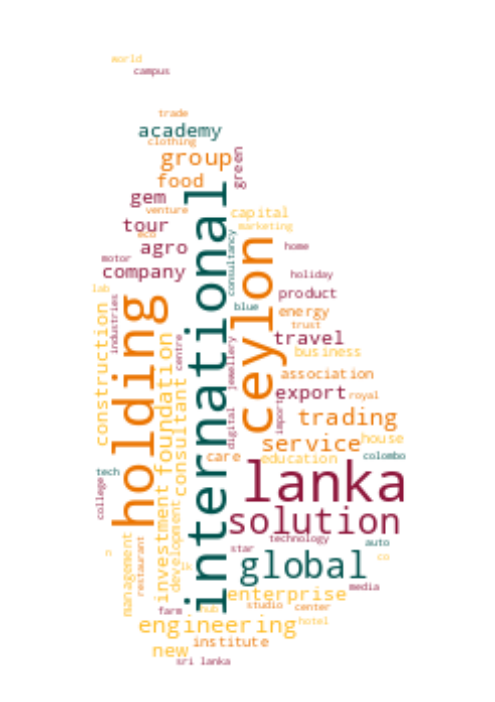 world
campus
trade
academy
clothing
group
green
food
gem
venture
capital
tour
marketing
eco
agro
home
motor
company
consultancy
holiday
lab
product
industries
blue
energy
international
ceylon
holding
trust
travel
construction
foundation
centre
business
jewellery
association
consultant
export
royal
import
trading
digital
service
house
care
education
colombo
tech
lanka
college
solution
investment
development
management
restaurant
technology
auto
star
n
global
co
lk
media
enterprise
farm
hub
studio
center
engineering
hotel
institute
new
sri lanka